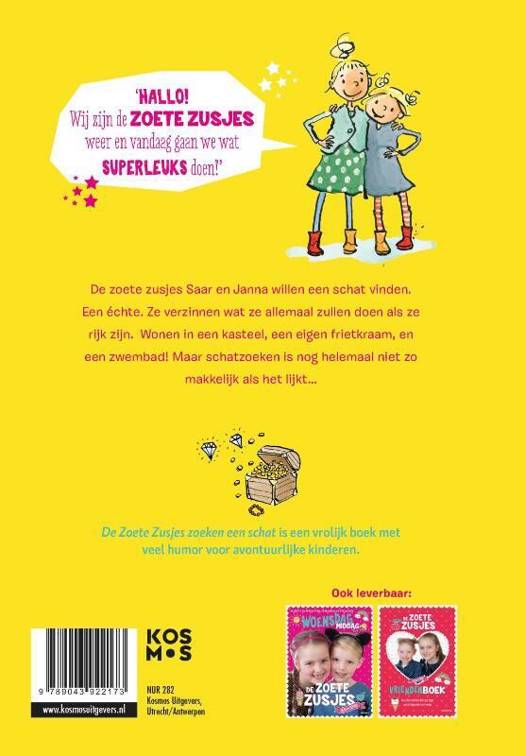 'HALLO!
Wij zijn de ZOETE ZUSJES
weer en vandaag gaan we wat
SUPERLEUKS doen!'
De zoete zusjes Saar en Janna willen een schat vinden.
Een échte. Ze verzinnen wat ze allemaal zullen doen als ze
rijk zijn. Wonen in een kasteel, een eigen frietkraam, en
een zwembad! Maar schatzoeken is nog helemaal niet zo
makkelijk als het lijkt...
De Zoete Zusjes zoeken een schat is een vrolijk boek met
veel humor voor avontuurlijke kinderen.
Ook leverbaar:
WOENSDAG
MIDDAG
DE
ZOETE
ZUSJES
DE ZOETE
ZUSJES
VRIENDENBOEK
9 789043 922173
www.kosmosuitgevers.nl
KOS
M•S
NUR 282
Kosmos Uitgevers,
Utrecht/Antwerpen